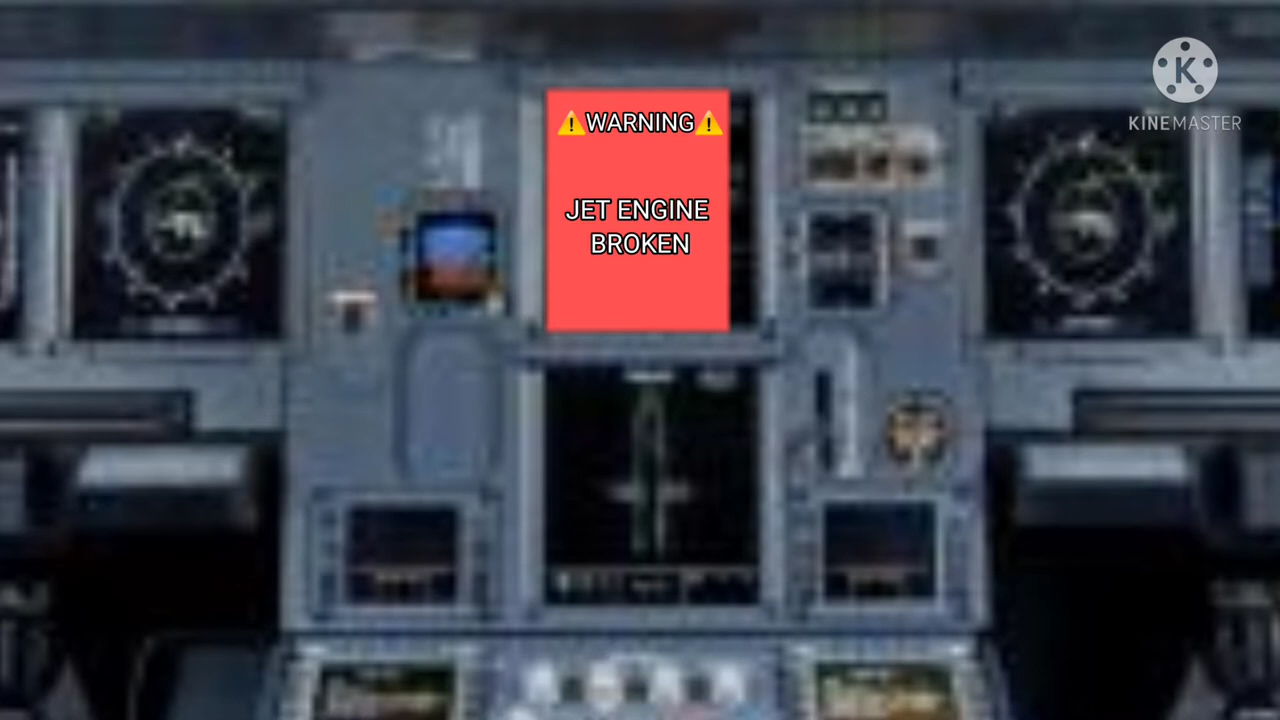 ⚠️WARNING⚠️
JET ENGINE
BROKEN
K
KINEMASTER